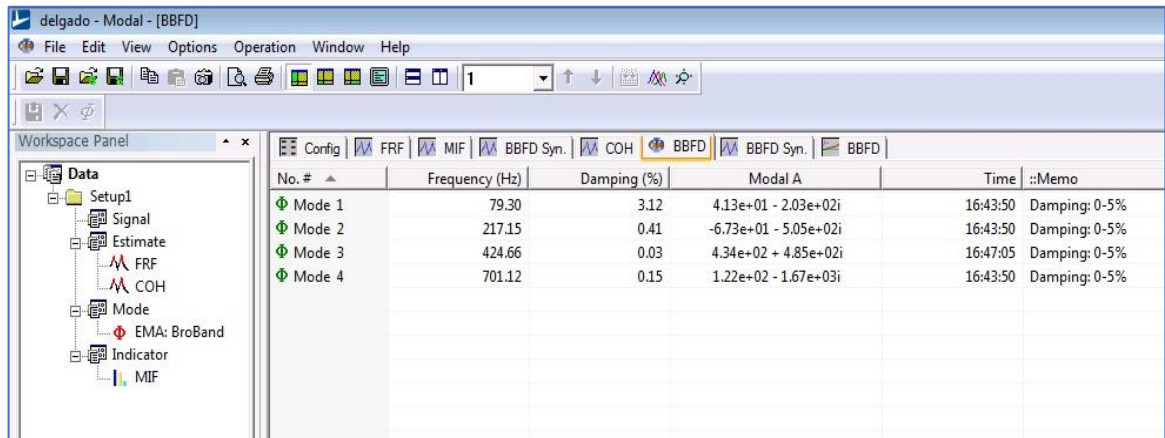 delgado - Modal - [BBFD]
File Edit View Options Operation Window Help
1
Workspace Panel
Config FRF MIF BBFD Syn. COH BBFD BBFD Syn. BBFD
Data
Setup1
Signal
Estimate
FRF
COH
Mode
EMA: BroBand
Indicator
MIF
No. # Frequency (Hz) Damping (%) Modal A Time ::Memo
Φ Mode 1 79.30 3.12 4.13e+01 - 2.03e+02i 16:43:50 Damping: 0-5%
Φ Mode 2 217.15 0.41 -6.73e+01 - 5.05e+02i 16:43:50 Damping: 0-5%
Φ Mode 3 424.66 0.03 4.34e+02 + 4.85e+02i 16:47:05 Damping: 0-5%
Φ Mode 4 701.12 0.15 1.22e+02 - 1.67e+03i 16:43:50 Damping: 0-5%